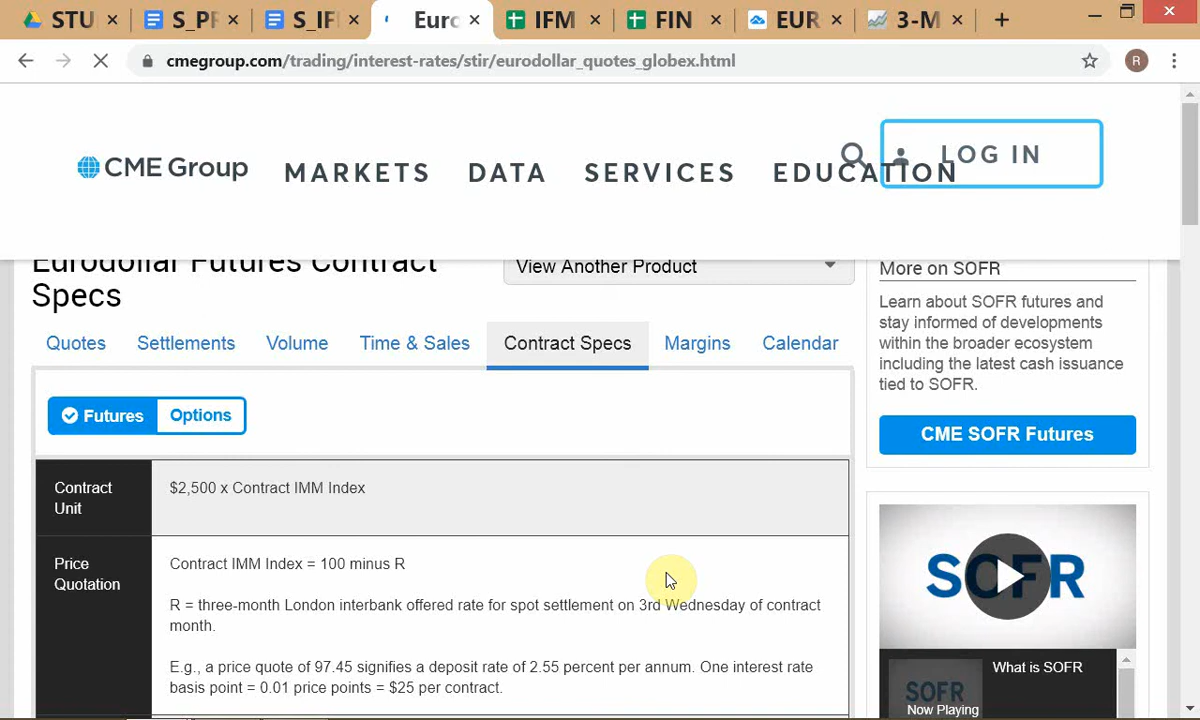 STU
S_PF
S_IFI
Euro
IFM
FIN
EUR
3-M
cmegroup.com/trading/interest-rates/stir/eurodollar_quotes_globex.html
R
CME Group
MARKETS
DATA
SERVICES
EDUCATION
LOG IN
Eurodollar Futures Contract
Specs
View Another Product
Quotes
Settlements
Volume
Time & Sales
Contract Specs
Margins
Calendar
Futures
Options
Contract
Unit
$2,500 x Contract IMM Index
Price
Quotation
Contract IMM Index = 100 minus R
R = three-month London interbank offered rate for spot settlement on 3rd Wednesday of contract
month.
E.g., a price quote of 97.45 signifies a deposit rate of 2.55 percent per annum. One interest rate
basis point = 0.01 price points = $25 per contract.
More on SOFR
Learn about SOFR futures and
stay informed of developments
within the broader ecosystem
including the latest cash issuance
tied to SOFR.
CME SOFR Futures
SOFR
SOFR
Now Playing
What is SOFR